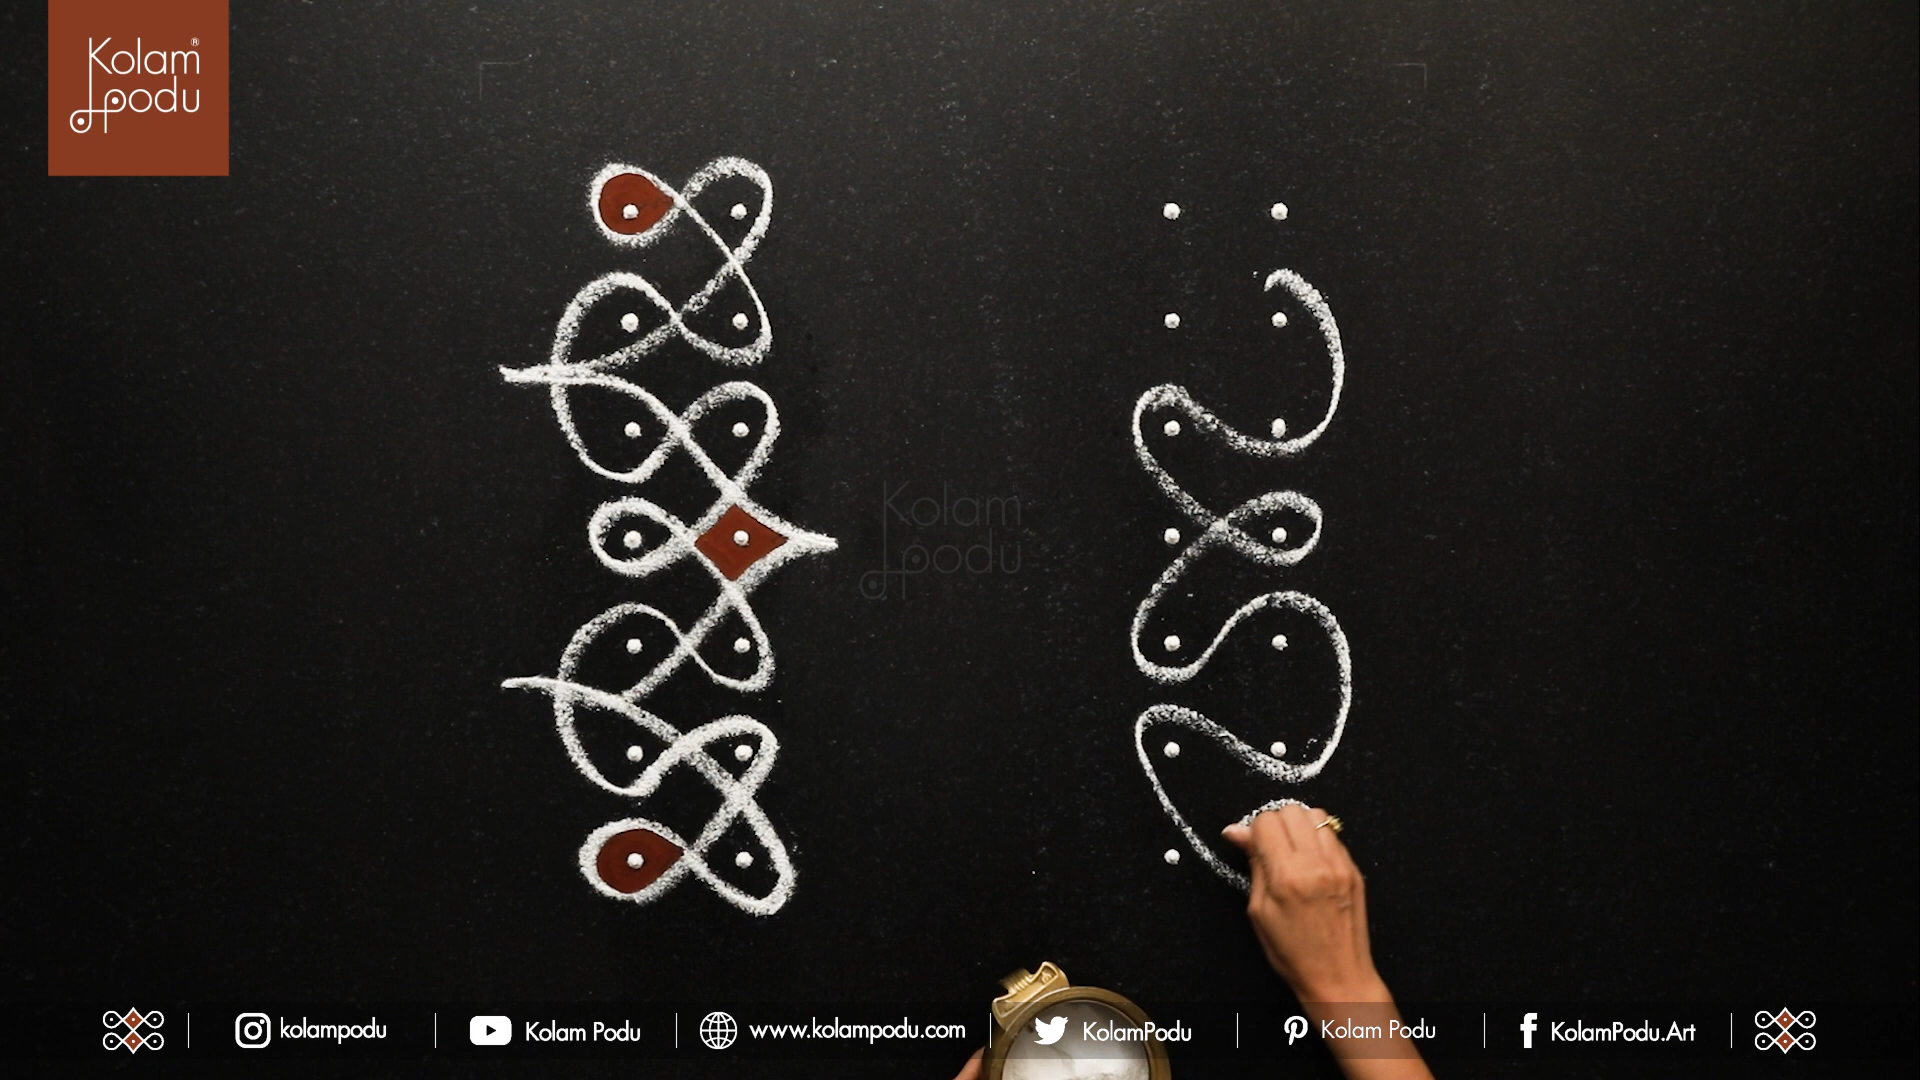 Kolam®
podu
Kolam
podu
kolampodu
Kolam Podu
www.kolampodu.com
KolamPodu
Kolam Podu
KolamPodu.Art